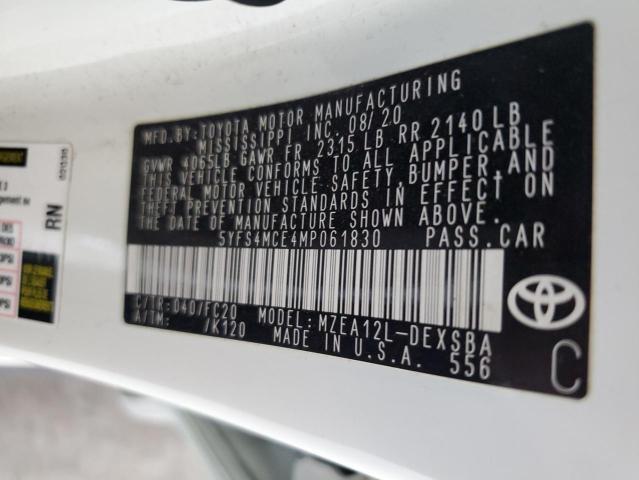 MFD.BY:TOYOTA MOTOR MANUFACTURING
MISSISSIPPI INC. 08/20
GVWR 4065LB GAWR FR 2315 LB RR 2140 LB
THIS VEHICLE CONFORMS TO ALL APPLICABLE
FEDERAL MOTOR VEHICLE SAFETY, BUMPER, AND
THEFT PREVENTION STANDARDS IN EFFECT ON
THE DATE OF MANUFACTURE SHOWN ABOVE.
5YFS4MCE4MP061830 PASS.CAR
C/TR:040/FC20 MODEL: MZEA12L-DEXSBA
A/TM: /K120 MADE IN U.S.A. 556
C
RN